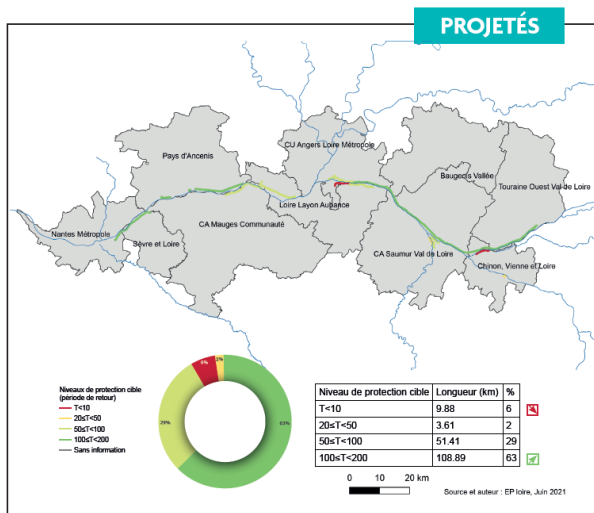 PROJETÉS
CU Angers Loire Métropole
Pays d'Ancenis
Baugeois Vallée
Touraine Ouest Val de Loire
Loire Layon Aubance
CA Mauges Communauté
Nantes Métropole
Sèvre et Loire
CA Saumur Val de Loire
Chinon, Vienne et Loire
Niveaux de protection cible
(période de retour)
T<10
20≤T<50
50≤T<100
100≤T<200
Sans information
6%
2%
29%
63%
Niveau de protection cible Longueur (km) %
T<10 9.88 6
20≤T<50 3.61 2
50≤T<100 51.41 29
100≤T<200 108.89 63
0 10 20 km
Source et auteur : EP loire, Juin 2021